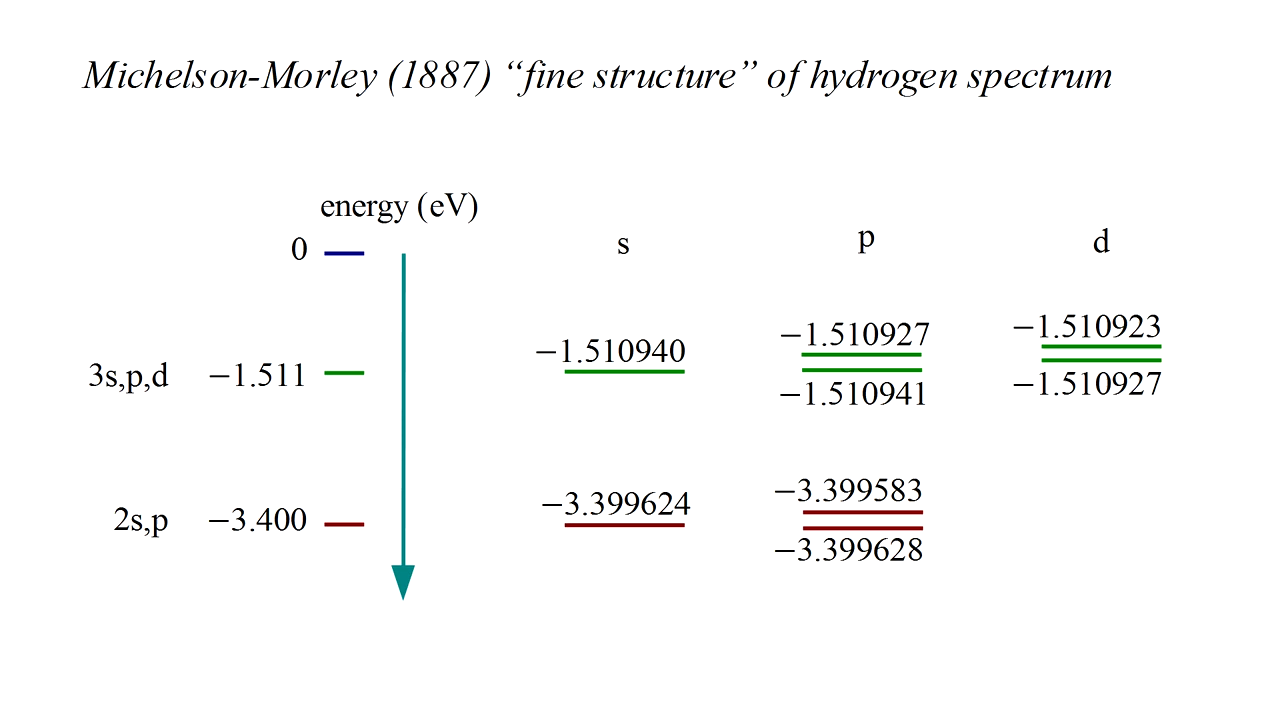 Michelson-Morley (1887) “fine structure” of hydrogen spectrum
energy (eV)
0
s
p
d
3s,p,d −1.511
−1.510940
−1.510927
−1.510941
−1.510923
−1.510927
2s,p −3.400
−3.399624
−3.399583
−3.399628